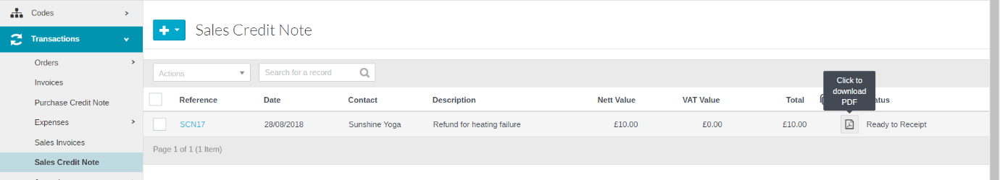 Codes
Transactions
Orders
Invoices
Purchase Credit Note
Expenses
Sales Invoices
Sales Credit Note
Sales Credit Note
Actions
Search for a record
Click to
download
PDF
Reference Date Contact Description Nett Value VAT Value Total
SCN17 28/08/2018 Sunshine Yoga Refund for heating failure £10.00 £0.00 £10.00 Ready to Receipt
Page 1 of 1 (1 Item)